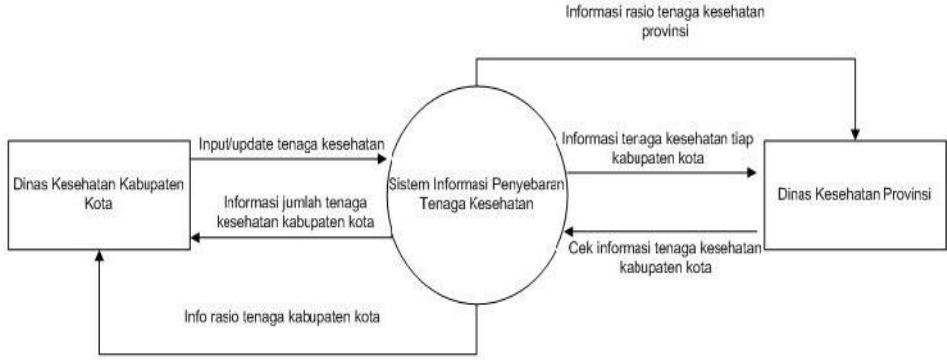 Informasi rasio tenaga kesehatan
provinsi
Input/update tenaga kesehatan
Informasi tenaga kesehatan tiap
kabupaten kota
Dinas Kesehatan Kabupaten
Kota
Sistem Informasi Penyebaran
Tenaga Kesehatan
Dinas Kesehatan Provinsi
Informasi jumlah tenaga
kesehatan kabupaten kota
Cek informasi tenaga kesehatan
kabupaten kota
Info rasio tenaga kabupaten kota